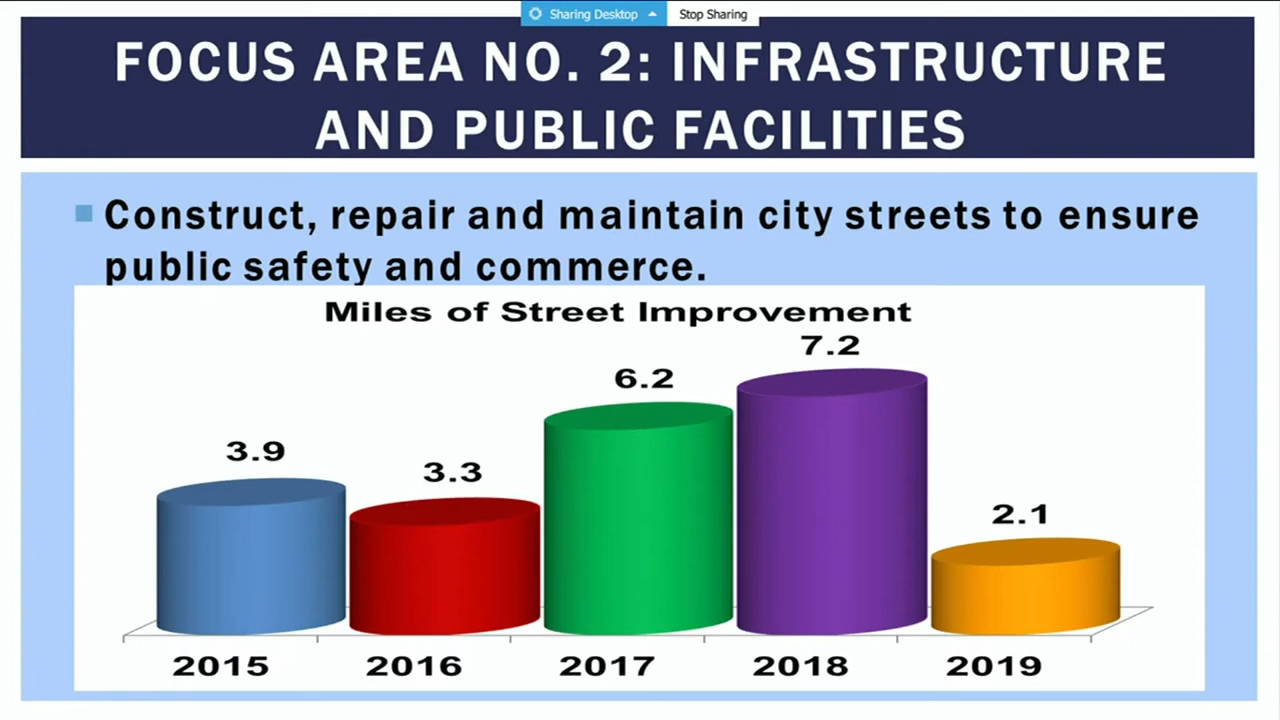 Sharing Desktop Stop Sharing
FOCUS AREA NO. 2: INFRASTRUCTURE
AND PUBLIC FACILITIES
Construct, repair and maintain city streets to ensure
public safety and commerce.
Miles of Street Improvement
3.9
3.3
6.2
7.2
2.1
2015 2016 2017 2018 2019